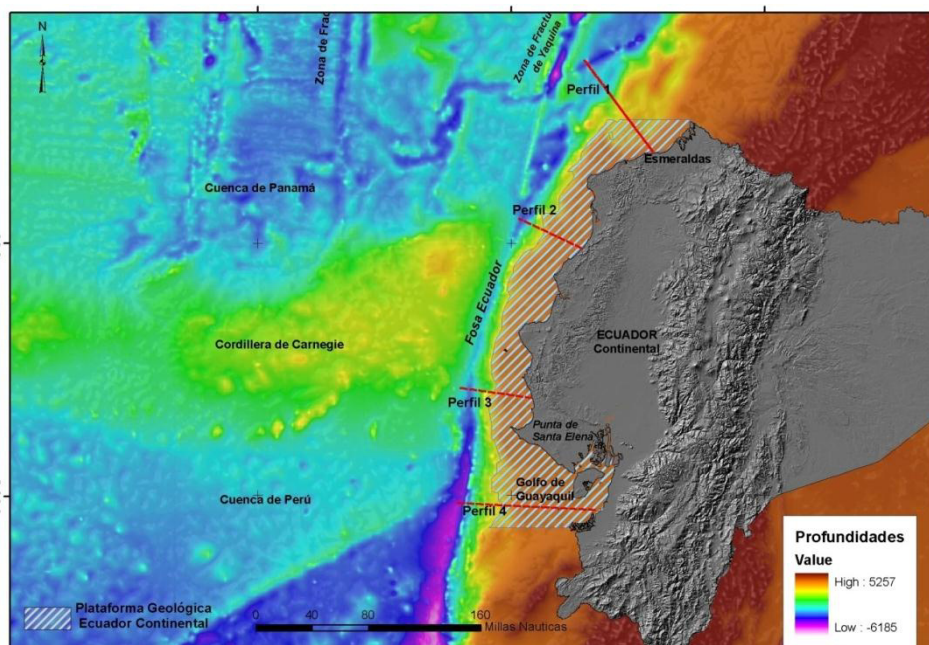 N
Zona de Fra
Zona de Fractu
de Yaquina
Perfil 1
Esmeraldas
Cuenca de Panamá
Perfil 2
Fosa Ecuador
Cordillera de Carnegie
ECUADOR
Continental
Perfil 3
Punta de
Santa Elena
Golfo de
Guayaquil
Cuenca de Perú
Perfil 4
Profundidades
Value
High : 5257
Low : -6185
Plataforma Geológica
Ecuador Continental
0 40 80 160
Millas Nauticas